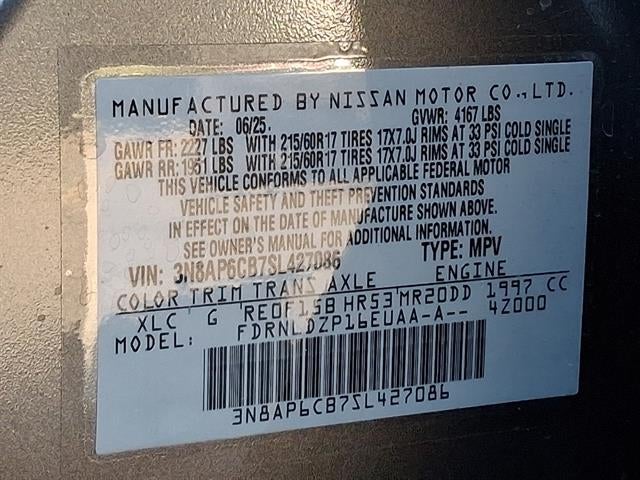 MANUFACTURED BY NISSAN MOTOR CO., LTD.
DATE: 06/25. GVWR: 4167 LBS
GAWR FR: 2227 LBS WITH 215/60R17 TIRES 17X7.0J RIMS AT 33 PSI COLD SINGLE
GAWR RR: 1951 LBS WITH 215/60R17 TIRES 17X7.0J RIMS AT 33 PSI COLD SINGLE
THIS VEHICLE CONFORMS TO ALL APPLICABLE FEDERAL MOTOR
VEHICLE SAFETY AND THEFT PREVENTION STANDARDS
IN EFFECT ON THE DATE OF MANUFACTURE SHOWN ABOVE.
SEE OWNER'S MANUAL FOR ADDITIONAL INFORMATION.
VIN: 3N8AP6CB7SL427086 TYPE: MPV
COLOR TRIM TRANS AXLE ENGINE
XLC G RE0F15B HR53 MR20DD 1997 CC
MODEL: FDRNLDZP16EUAA-A-- 4Z000
3N8AP6CB7SL427086